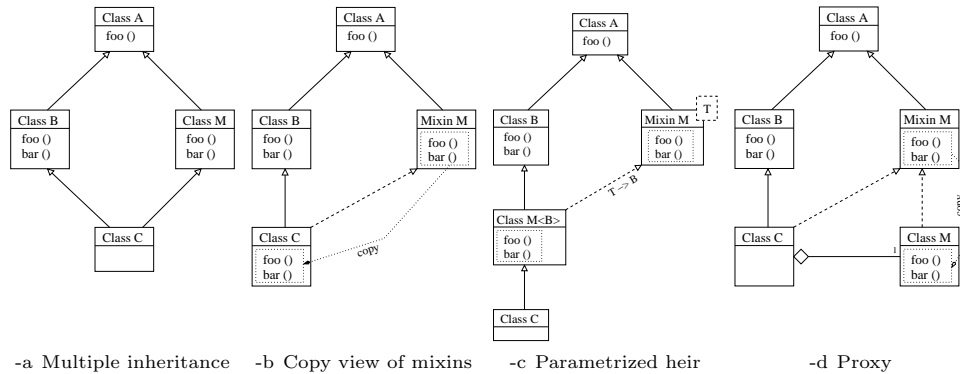 Class A
foo ()
Class B
foo ()
bar ()
Class M
foo ()
bar ()
Class C
-a Multiple inheritance
Class A
foo ()
Class B
foo ()
bar ()
Mixin M
foo ()
bar ()
Class C
foo ()
bar ()
copy
-b Copy view of mixins
Class A
foo ()
Class B
foo ()
bar ()
Mixin M
T
foo ()
bar ()
T -> B
Class M<B>
foo ()
bar ()
Class C
-c Parametrized heir
Class A
foo ()
Class B
foo ()
bar ()
Mixin M
foo ()
bar ()
copy
Class C
1
Class M
foo ()
bar ()
-d Proxy